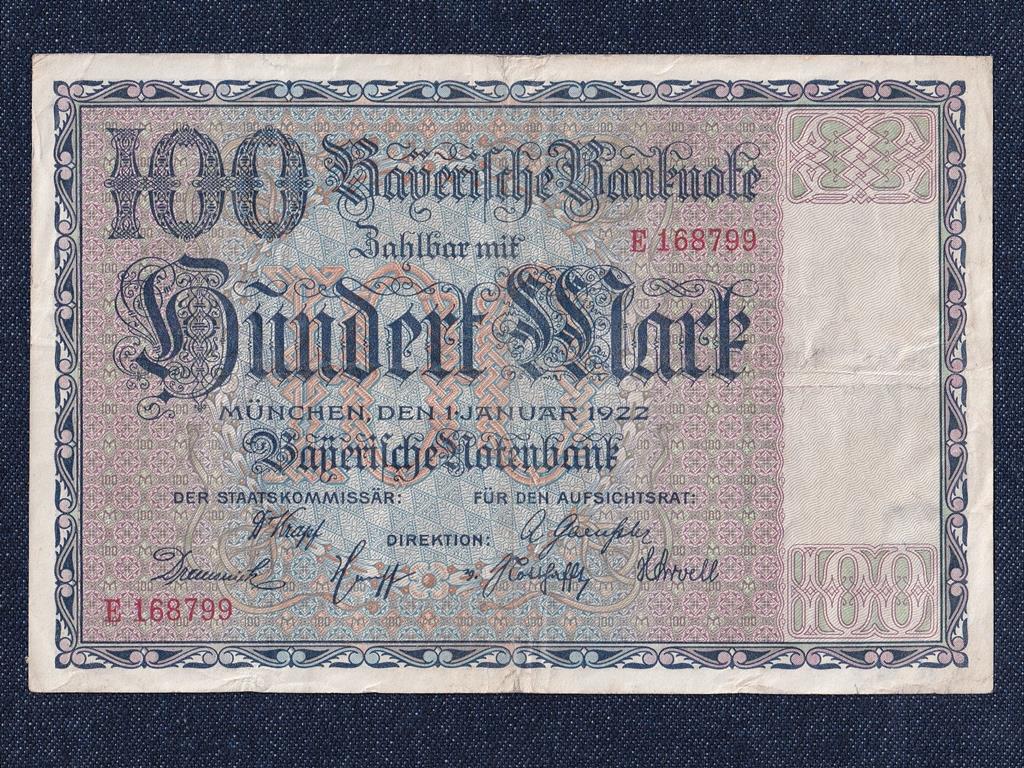 100 Bayerische Banknote
Zahlbar mit E 168799
Hundert Mark
MÜNCHEN, DEN 1·JANUAR 1922
Bayerische Notenbank
DER STAATSKOMMISSÄR: FÜR DEN AUFSICHTSRAT:
DIREKTION:
E 168799
100